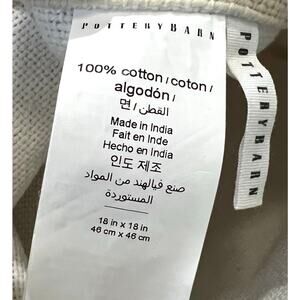 POTTERYBARN
100% cotton / coton /
algodón /
면 / القطن /
Made in India
Fait en Inde
Hecho en India
인도 제조
صنع فيالهند من المواد
المستوردة
18 in x 18 in
46 cm x 46 cm
POTTERYBARN